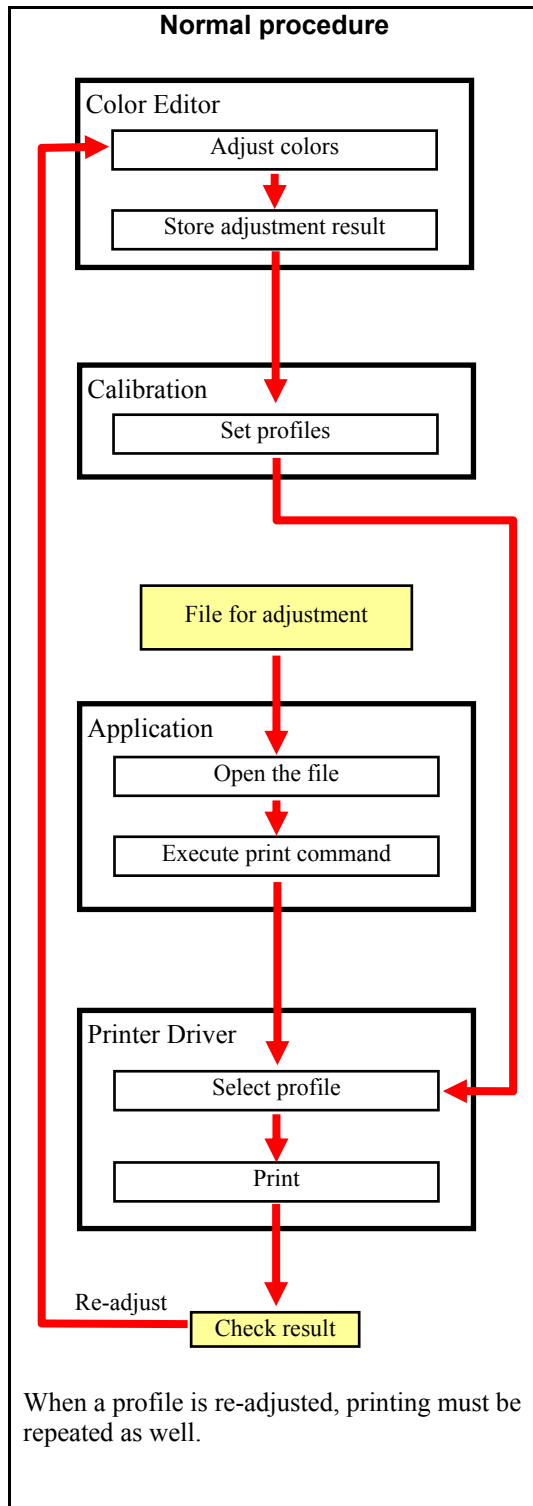 Normal procedure
Color Editor
Adjust colors
Store adjustment result
Calibration
Set profiles
File for adjustment
Application
Open the file
Execute print command
Printer Driver
Select profile
Print
Re-adjust
Check result
When a profile is re-adjusted, printing must be
repeated as well.